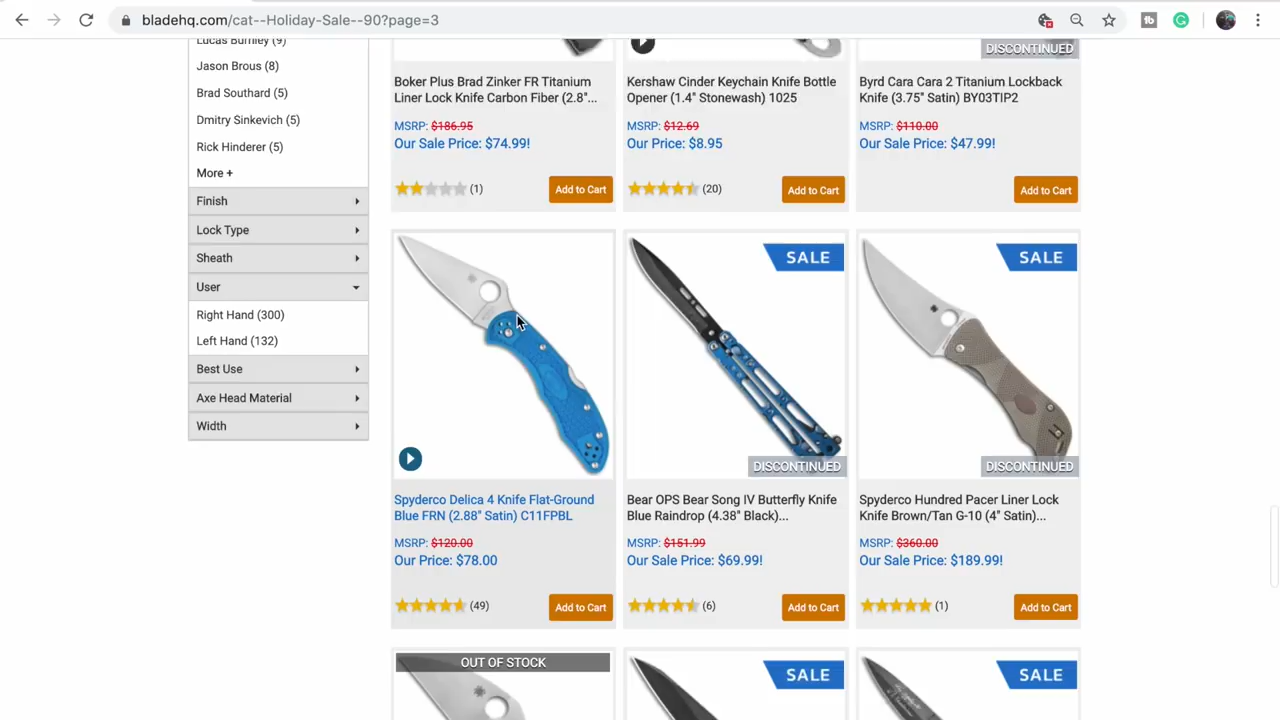 bladehq.com/cat--Holiday-Sale--90?page=3
Lucas Burnley (9)
Jason Brous (8)
Brad Southard (5)
Dmitry Sinkevich (5)
Rick Hinderer (5)
More +
Finish
Lock Type
Sheath
User
Right Hand (300)
Left Hand (132)
Best Use
Axe Head Material
Width
Boker Plus Brad Zinker FR Titanium
Liner Lock Knife Carbon Fiber (2.8"...
MSRP: $186.95
Our Sale Price: $74.99!
(1)
Add to Cart
Kershaw Cinder Keychain Knife Bottle
Opener (1.4" Stonewash) 1025
MSRP: $12.69
Our Price: $8.95
(20)
Add to Cart
DISCONTINUED
Byrd Cara Cara 2 Titanium Lockback
Knife (3.75" Satin) BY03TIP2
MSRP: $110.00
Our Sale Price: $47.99!
Add to Cart
Spyderco Delica 4 Knife Flat-Ground
Blue FRN (2.88" Satin) C11FPBL
MSRP: $120.00
Our Price: $78.00
(49)
Add to Cart
SALE
DISCONTINUED
Bear OPS Bear Song IV Butterfly Knife
Blue Raindrop (4.38" Black)...
MSRP: $151.99
Our Sale Price: $69.99!
(6)
Add to Cart
SALE
DISCONTINUED
Spyderco Hundred Pacer Liner Lock
Knife Brown/Tan G-10 (4" Satin)...
MSRP: $360.00
Our Sale Price: $189.99!
(1)
Add to Cart
OUT OF STOCK
SALE
SALE